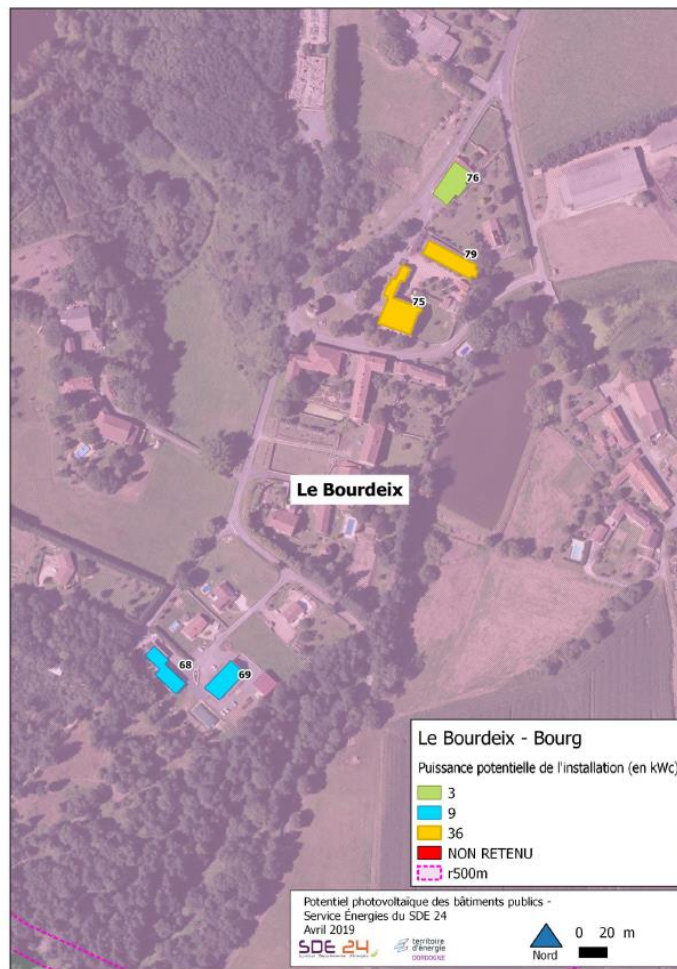 76
79
75
Le Bourdeix
68
69
Le Bourdeix - Bourg
Puissance potentielle de l'installation (en kWc)
3
9
36
NON RETENU
r500m
Potentiel photovoltaïque des bâtiments publics -
Service Énergies du SDE 24
Avril 2019
SDE 24
territoire
d'énergie
DORDOGNE
Nord
0 20 m